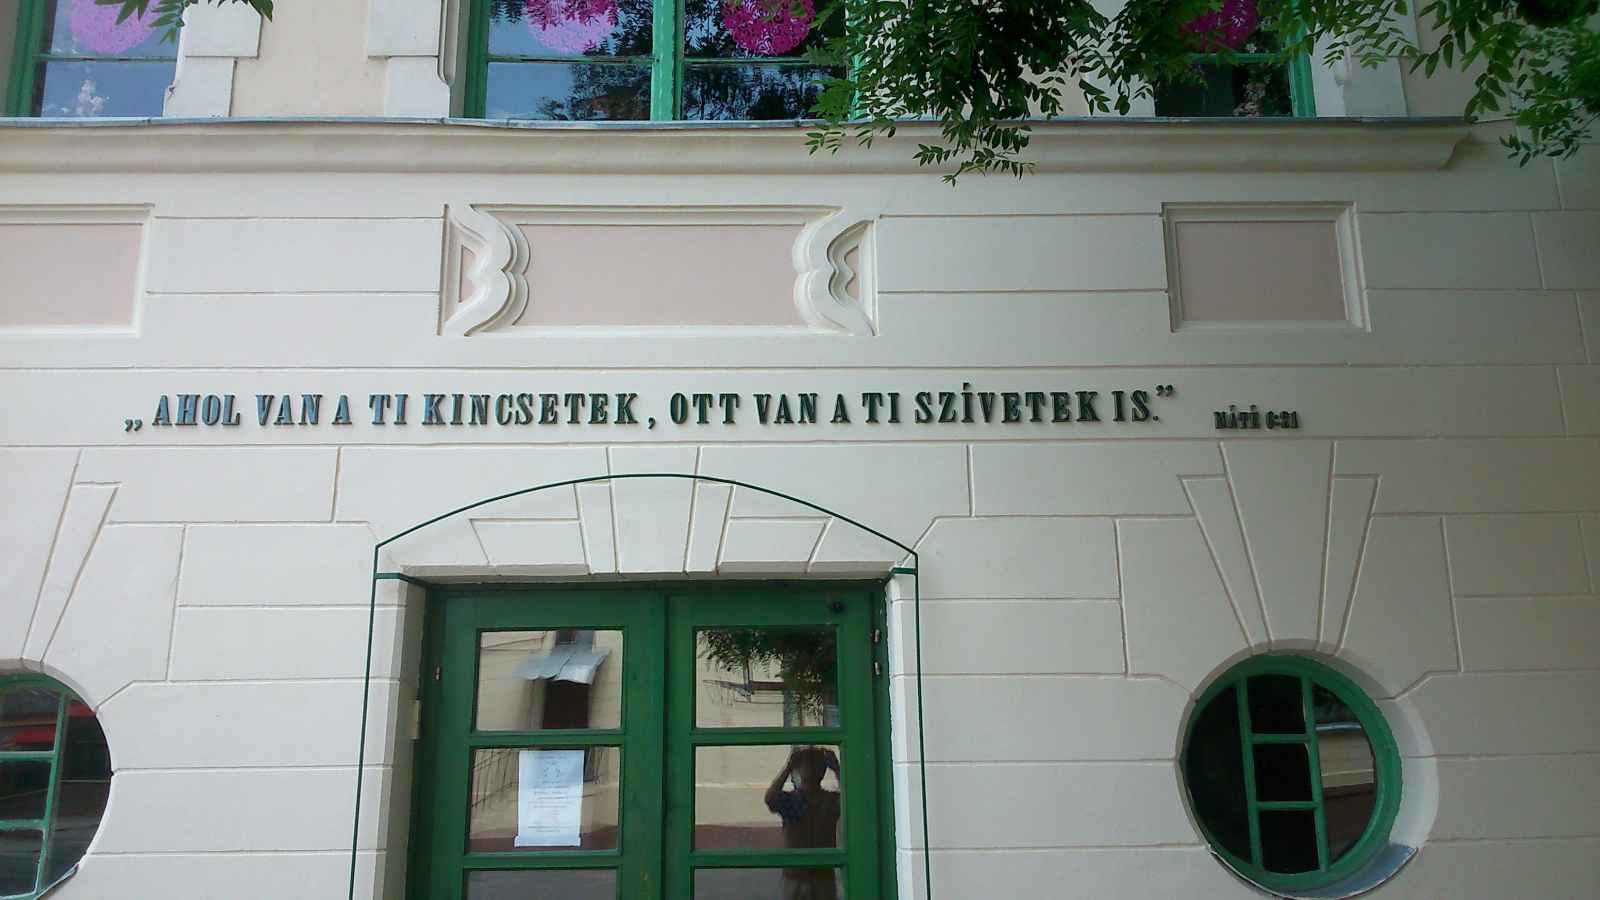 „AHOL VAN A TI KINCSETEK, OTT VAN A TI SZÍVETEK IS.”
MÁTÉ 6:21